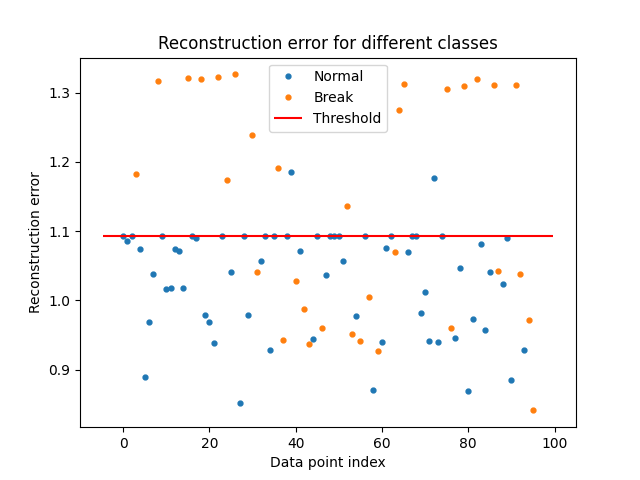 Reconstruction error for different classes
Normal
Break
Threshold
Reconstruction error
1.3
1.2
1.1
1.0
0.9
0
20
40
60
80
100
Data point index